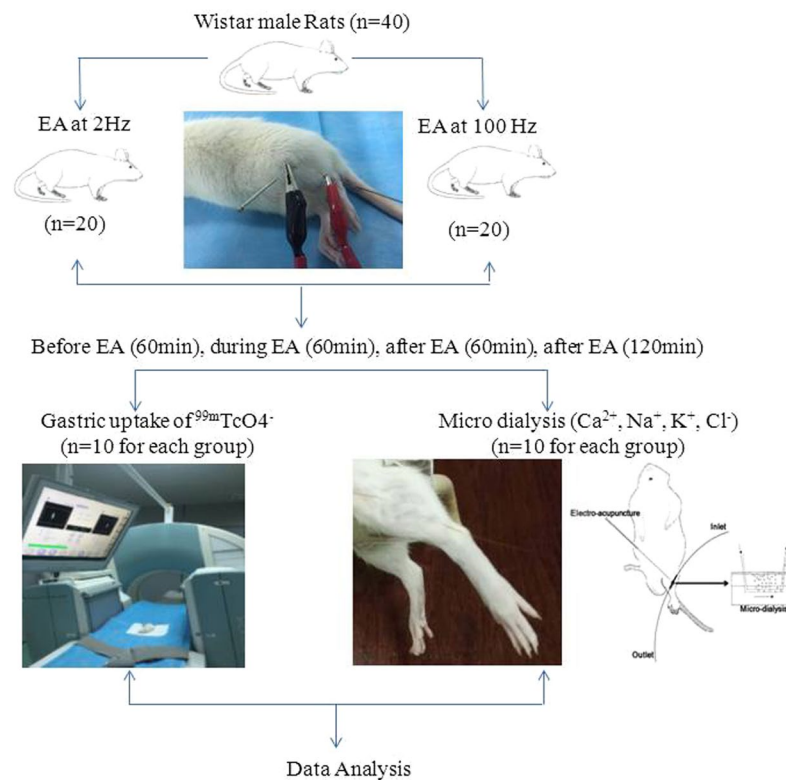 Wistar male Rats (n=40)
EA at 2Hz
EA at 100 Hz
(n=20)
(n=20)
Before EA (60min), during EA (60min), after EA (60min), after EA (120min)
Gastric uptake of ⁹⁹ᵐTcO4⁻
(n=10 for each group)
Micro dialysis (Ca²⁺, Na⁺, K⁺, Cl⁻)
(n=10 for each group)
Electro-acupuncture
Inlet
Micro-dialysis
Outlet
Data Analysis